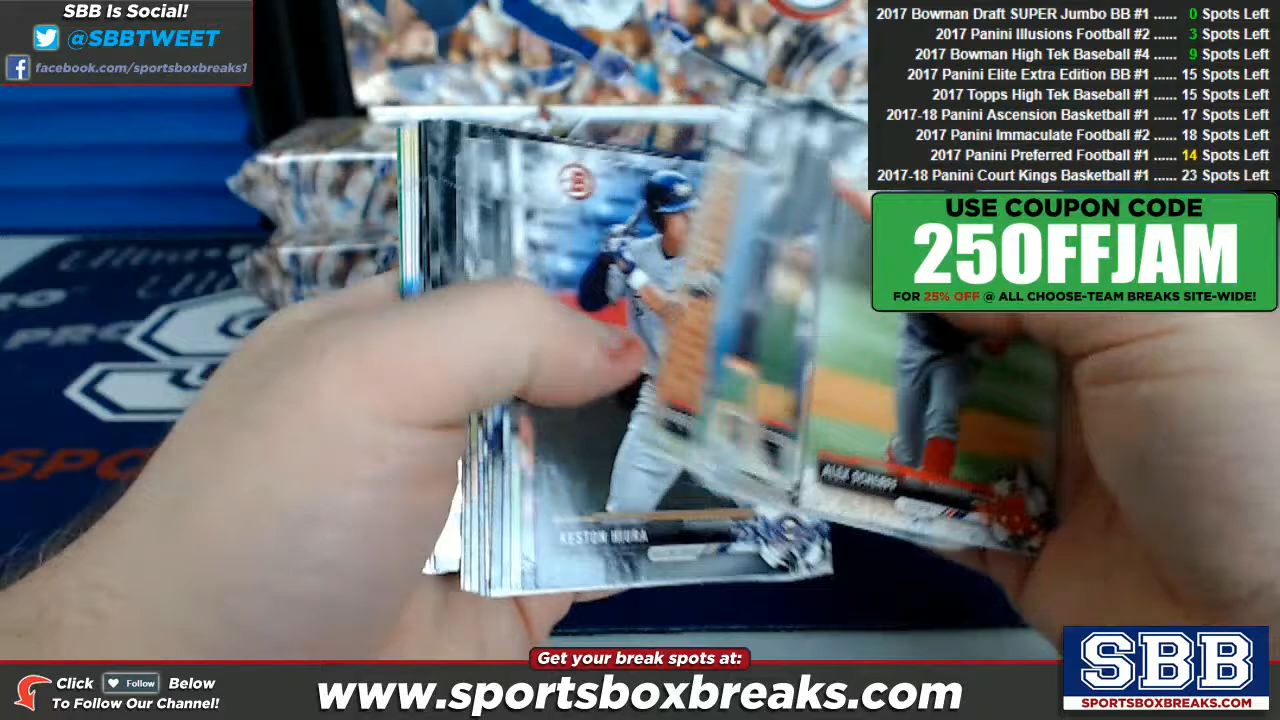 SBB Is Social!
@SBBTWEET
facebook.com/sportsboxbreaks1
2017 Bowman Draft SUPER Jumbo BB #1 ...... 0 Spots Left
2017 Panini Illusions Football #2 ...... 3 Spots Left
2017 Bowman High Tek Baseball #4 ...... 9 Spots Left
2017 Panini Elite Extra Edition BB #1 ...... 15 Spots Left
2017 Topps High Tek Baseball #1 ...... 15 Spots Left
2017-18 Panini Ascension Basketball #1 ...... 17 Spots Left
2017 Panini Immaculate Football #2 ...... 18 Spots Left
2017 Panini Preferred Football #1 ...... 14 Spots Left
2017-18 Panini Court Kings Basketball #1 ...... 23 Spots Left
USE COUPON CODE
25OFFJAM
FOR 25% OFF @ ALL CHOOSE-TEAM BREAKS SITE-WIDE!
B
KESTON HIURA
ALEX
Get your break spots at:
Click Follow Below
To Follow Our Channel!
www.sportsboxbreaks.com
SBB
SPORTSBOXBREAKS.COM